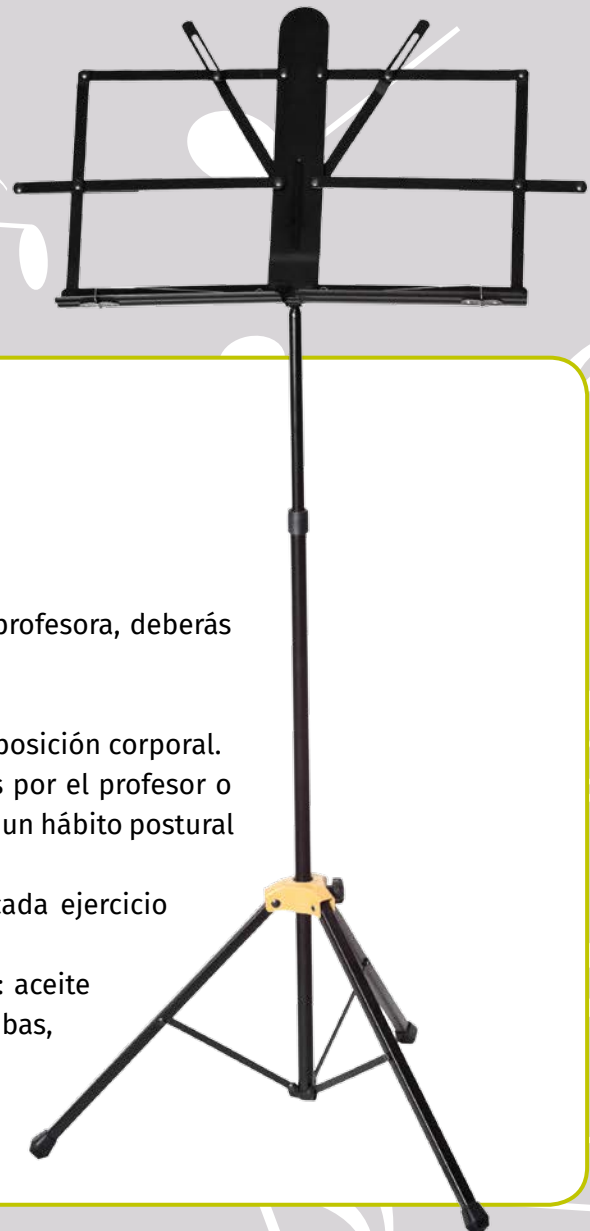 profesora, deberás
posición corporal.
s por el profesor o
un hábito postural
cada ejercicio
: aceite
bas,